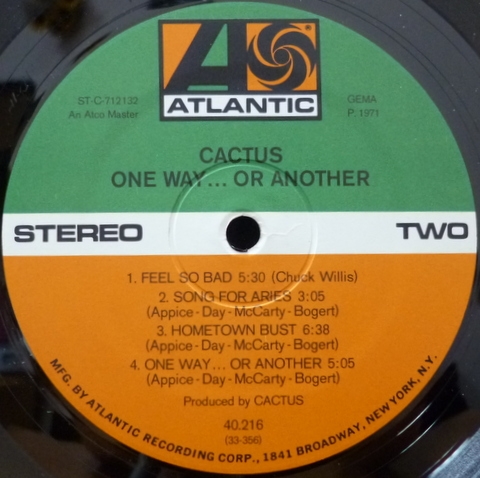 ATLANTIC
ST-C-712132
An Atco Master
GEMA
P. 1971
CACTUS
ONE WAY... OR ANOTHER
STEREO
TWO
1. FEEL SO BAD 5:30 (Chuck Willis)
2. SONG FOR ARIES 3:05
(Appice-Day-McCarty-Bogert)
3. HOMETOWN BUST 6:38
(Appice-Day-McCarty-Bogert)
4. ONE WAY... OR ANOTHER 5:05
(Appice-Day-McCarty-Bogert)
Produced by CACTUS
40.216
(33-356)
MFG. BY ATLANTIC RECORDING CORP., 1841 BROADWAY, NEW YORK, N.Y.